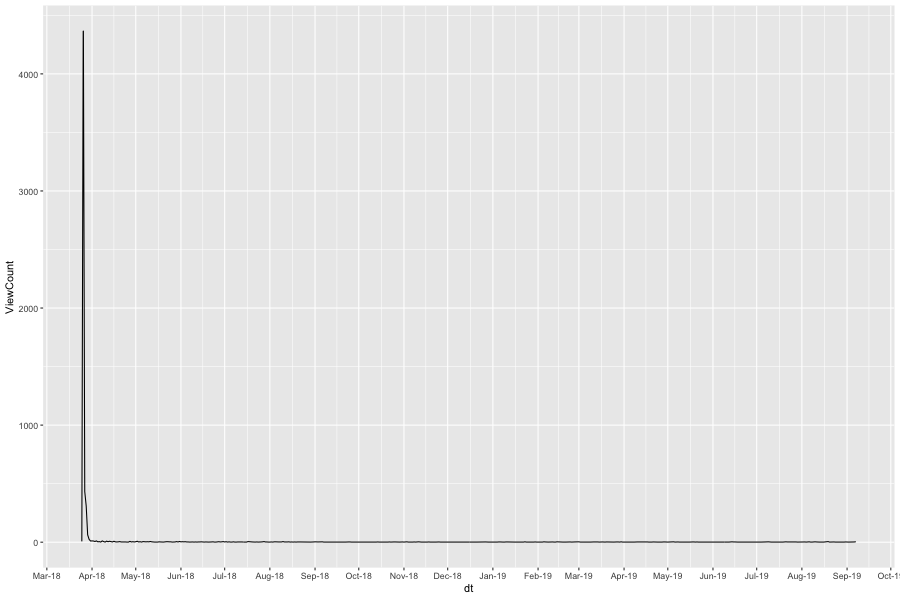 4000
3000
2000
1000
0
ViewCount
Mar-18 Apr-18 May-18 Jun-18 Jul-18 Aug-18 Sep-18 Oct-18 Nov-18 Dec-18 Jan-19 Feb-19 Mar-19 Apr-19 May-19 Jun-19 Jul-19 Aug-19 Sep-19 Oct-1
dt